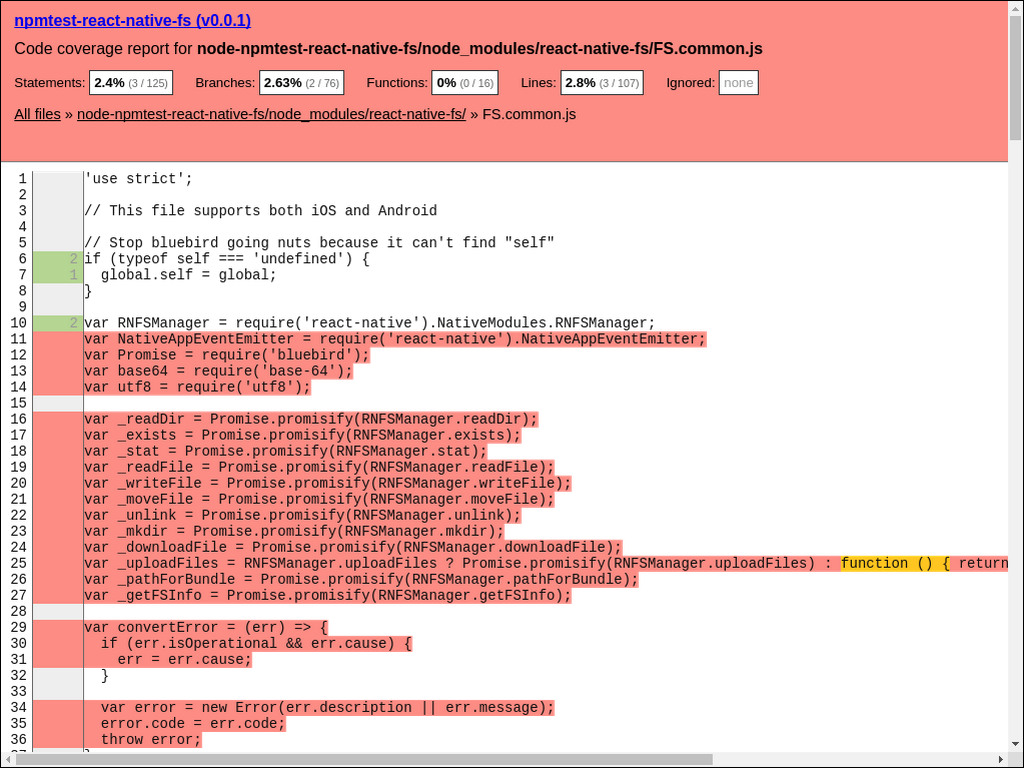 npmtest-react-native-fs (v0.0.1)
Code coverage report for node-npmtest-react-native-fs/node_modules/react-native-fs/FS.common.js
Statements: 2.4% (3 / 125) Branches: 2.63% (2 / 76) Functions: 0% (0 / 16) Lines: 2.8% (3 / 107) Ignored: none
All files » node-npmtest-react-native-fs/node_modules/react-native-fs/ » FS.common.js
1 'use strict';
2
3 // This file supports both iOS and Android
4
5 // Stop bluebird going nuts because it can't find "self"
6 2 if (typeof self === 'undefined') {
7 1 global.self = global;
8 }
9
10 2 var RNFSManager = require('react-native').NativeModules.RNFSManager;
11 var NativeAppEventEmitter = require('react-native').NativeAppEventEmitter;
12 var Promise = require('bluebird');
13 var base64 = require('base-64');
14 var utf8 = require('utf8');
15
16 var _readDir = Promise.promisify(RNFSManager.readDir);
17 var _exists = Promise.promisify(RNFSManager.exists);
18 var _stat = Promise.promisify(RNFSManager.stat);
19 var _readFile = Promise.promisify(RNFSManager.readFile);
20 var _writeFile = Promise.promisify(RNFSManager.writeFile);
21 var _moveFile = Promise.promisify(RNFSManager.moveFile);
22 var _unlink = Promise.promisify(RNFSManager.unlink);
23 var _mkdir = Promise.promisify(RNFSManager.mkdir);
24 var _downloadFile = Promise.promisify(RNFSManager.downloadFile);
25 var _uploadFiles = RNFSManager.uploadFiles ? Promise.promisify(RNFSManager.uploadFiles) : function () { return
26 var _pathForBundle = Promise.promisify(RNFSManager.pathForBundle);
27 var _getFSInfo = Promise.promisify(RNFSManager.getFSInfo);
28
29 var convertError = (err) => {
30 if (err.isOperational && err.cause) {
31 err = err.cause;
32 }
33
34 var error = new Error(err.description || err.message);
35 error.code = err.code;
36 throw error;